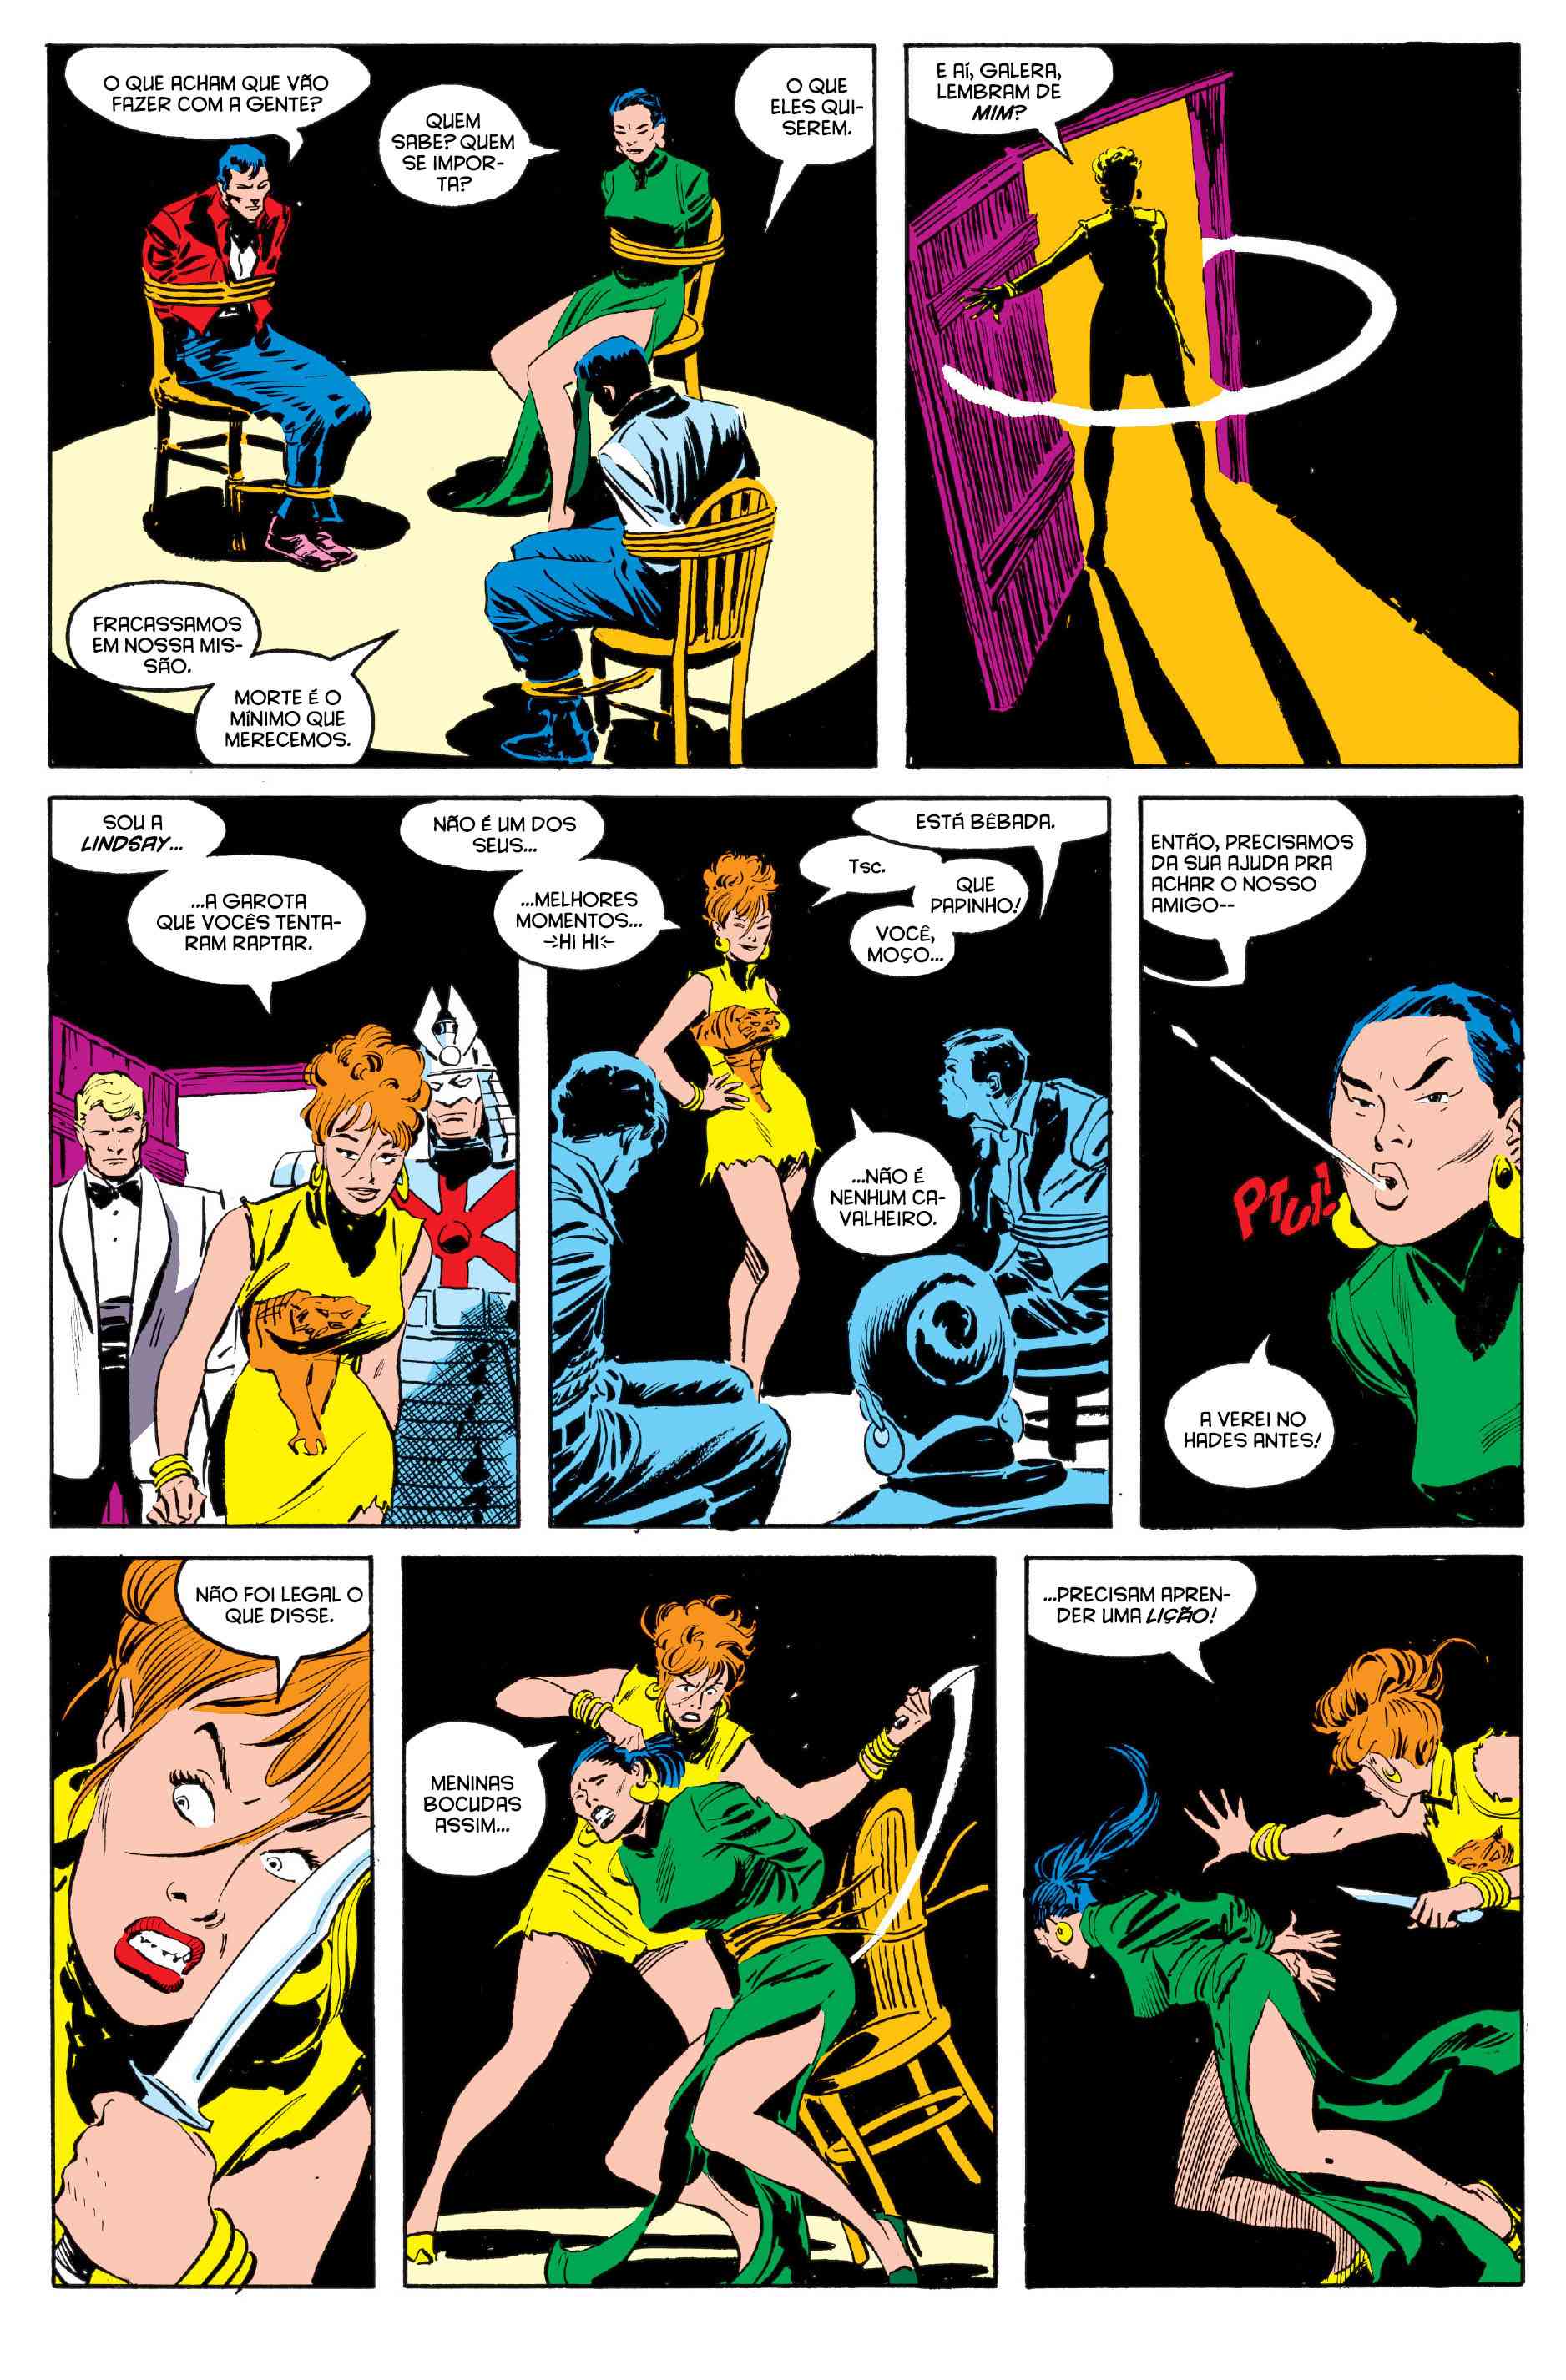 O QUE ACHAM QUE VÃO
FAZER COM A GENTE?
QUEM
SABE? QUEM
SE IMPOR-
TA?
O QUE
ELES QUI-
SEREM.
FRACASSAMOS
EM NOSSA MIS-
SÃO.
MORTE É O
MÍNIMO QUE
MERECEMOS.
E AÍ, GALERA,
LEMBRAM DE
MIM?
SOU A
LINDSAY...
...A GAROTA
QUE VOCÊS TENTA-
RAM RAPTAR.
NÃO É UM DOS
SEUS...
...MELHORES
MOMENTOS...
HI HI
ESTÁ BÊBADA.
TSC.
QUE
PAPINHO!
VOCÊ,
MOÇO...
...NÃO É
NENHUM CA-
VALHEIRO.
ENTÃO, PRECISAMOS
DA SUA AJUDA PRA
ACHAR O NOSSO
AMIGO--
PTUI!
A VEREI NO
HADES ANTES!
NÃO FOI LEGAL O
QUE DISSE.
MENINAS
BOCUDAS
ASSIM...
...PRECISAM APREN-
DER UMA LIÇÃO!